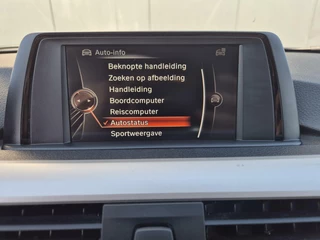 Auto-info
Beknopte handleiding
Zoeken op afbeelding
Handleiding
Boordcomputer
Reiscomputer
Autostatus
Sportweergave